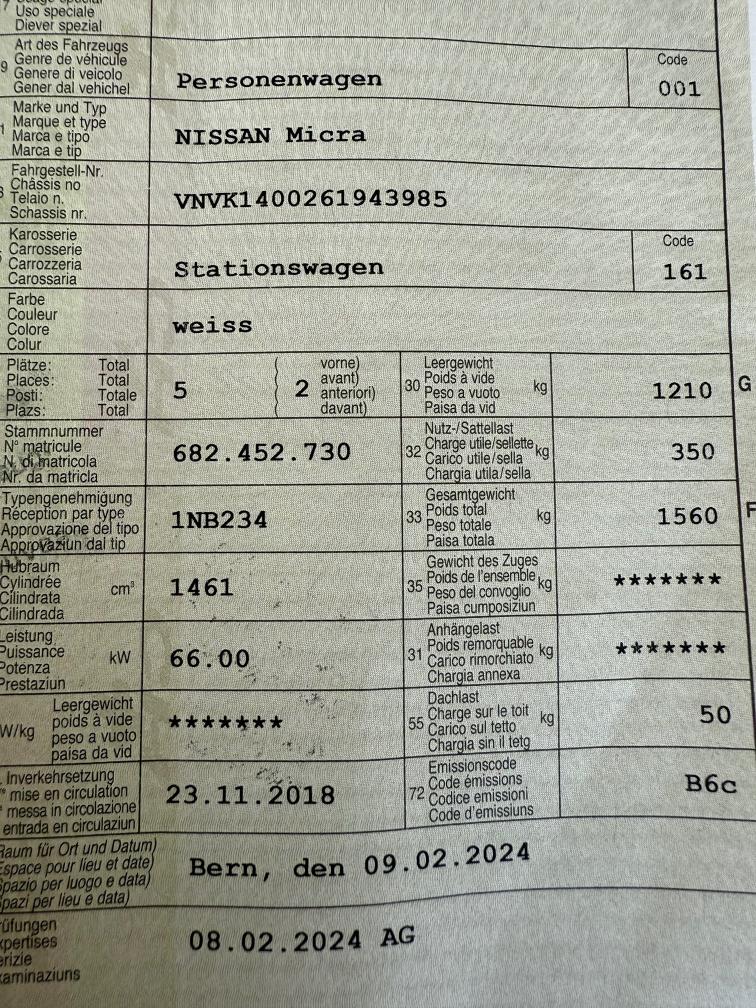 Uso speciale
Diever spezial
Art des Fahrzeugs
Genre de véhicule
Genere di veicolo
Gener dal vehichel
Personenwagen
Code
001
Marke und Typ
Marque et type
Marca e tipo
Marca e tip
NISSAN Micra
Fahrgestell-Nr.
Châssis no
Telaio n.
Schassis nr.
VNVK1400261943985
Karosserie
Carrosserie
Carrozzeria
Carossaria
Stationswagen
Code
161
Farbe
Couleur
Colore
Colur
weiss
Plätze: Total
Places: Total
Posti: Totale
Plazs: Total
5
( 2 vorne)
avant)
anteriori)
davant)
30 Leergewicht
Poids à vide
Peso a vuoto
Paisa da vid
kg
1210
G
Stammnummer
N° matricule
N. di matricola
Nr. da matricla
682.452.730
32 Nutz-/Sattellast
Charge utile/sellette
Carico utile/sella
Chargia utila/sella
kg
350
Typengenehmigung
Réception par type
Approvazione del tipo
Approvaziun dal tip
1NB234
33 Gesamtgewicht
Poids total
Peso totale
Paisa totala
kg
1560
F
Hubraum
Cylindrée
Cilindrata
Cilindrada
cm³
1461
35 Gewicht des Zuges
Poids de l'ensemble
Peso del convoglio
Paisa cumposiziun
kg
*******
Leistung
Puissance
Potenza
Prestaziun
kW
66.00
31 Anhängelast
Poids remorquable
Carico rimorchiato
Chargia annexa
kg
*******
W/kg
Leergewicht
poids à vide
peso a vuoto
paisa da vid
*******
55 Dachlast
Charge sur le toit
Carico sul tetto
Chargia sin il tetg
kg
50
. Inverkehrsetzung
mise en circulation
messa in circolazione
entrada en circulaziun
23.11.2018
72 Emissionscode
Code émissions
Codice emissioni
Code d'emissiuns
B6c
Raum für Ort und Datum)
Espace pour lieu et date)
Spazio per luogo e data)
Spazi per lieu e data)
Bern, den 09.02.2024
rüfungen
xpertises
erizie
xaminaziuns
08.02.2024 AG